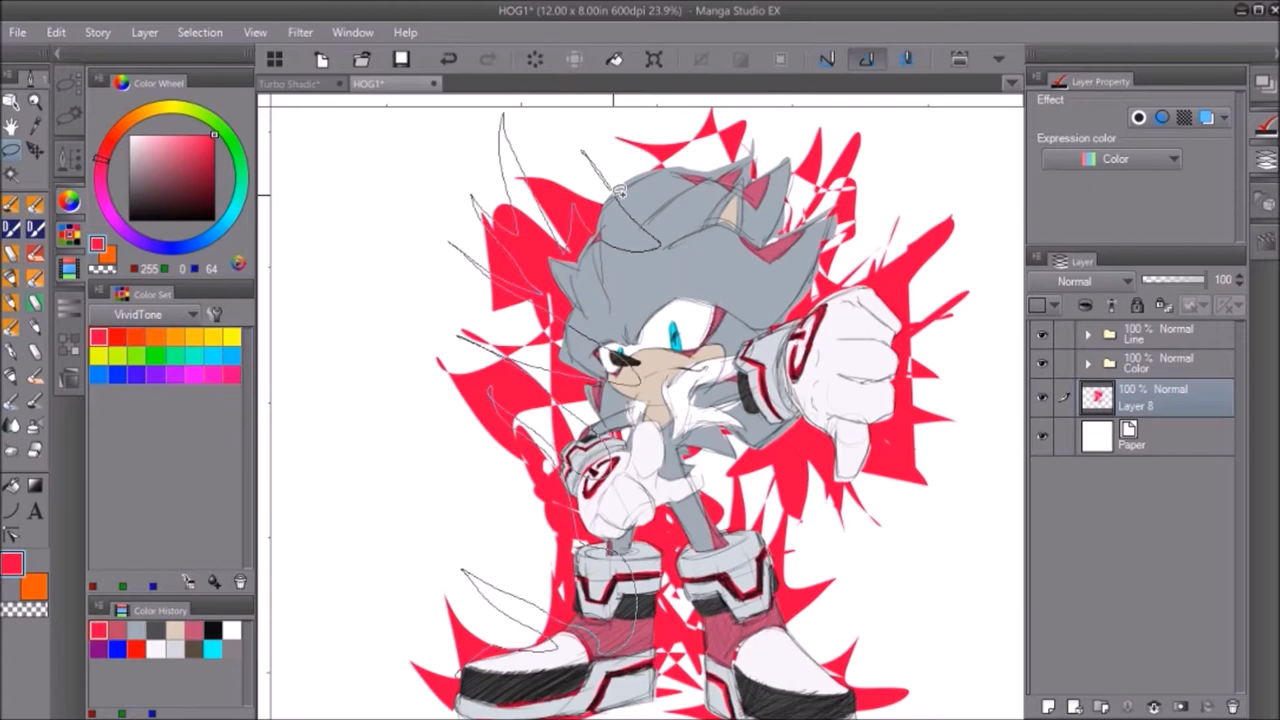 HOG1* (12.00 x 8.00in 600dpi 23.9%) - Manga Studio EX
File Edit Story Layer Selection View Filter Window Help
Color Wheel
Turbo Shadic*
HOG1*
Layer Property
Effect
Expression color
Color
255 0 64
Color Set
VividTone
Layer
Normal 100
100 % Normal
Line
100 % Normal
Color
100 % Normal
Layer 8
Paper
Color History